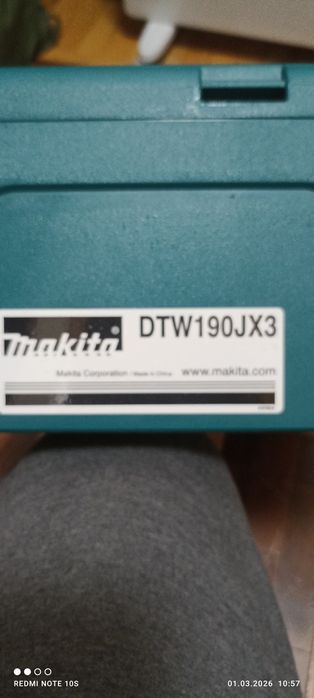 makita®
DTW190JX3
Makita Corporation / Made in China www.makita.com
REDMI NOTE 10S
01.03.2026 10:57